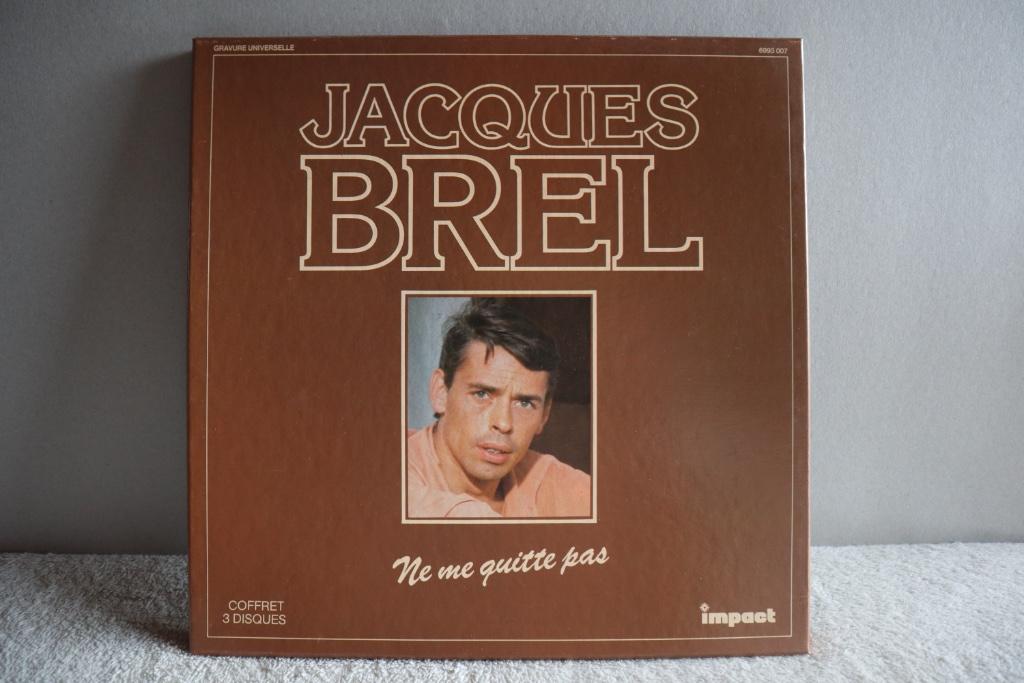 GRAVURE UNIVERSELLE
6993 007
JACQUES
BREL
Ne me quitte pas
COFFRET
3 DISQUES
impact